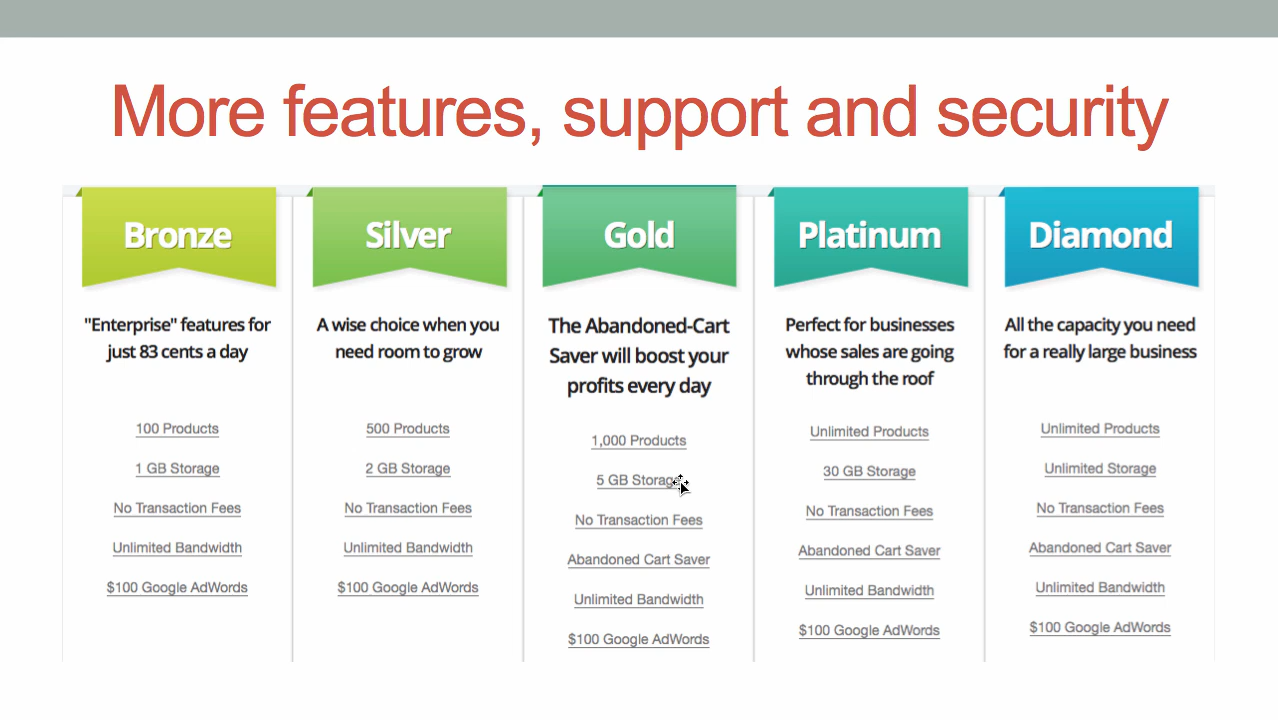 More features, support and security
Bronze
"Enterprise" features for
just 83 cents a day
100 Products
1 GB Storage
No Transaction Fees
Unlimited Bandwidth
$100 Google AdWords
Silver
A wise choice when you
need room to grow
500 Products
2 GB Storage
No Transaction Fees
Unlimited Bandwidth
$100 Google AdWords
Gold
The Abandoned-Cart
Saver will boost your
profits every day
1,000 Products
5 GB Storage
No Transaction Fees
Abandoned Cart Saver
Unlimited Bandwidth
$100 Google AdWords
Platinum
Perfect for businesses
whose sales are going
through the roof
Unlimited Products
30 GB Storage
No Transaction Fees
Abandoned Cart Saver
Unlimited Bandwidth
$100 Google AdWords
Diamond
All the capacity you need
for a really large business
Unlimited Products
Unlimited Storage
No Transaction Fees
Abandoned Cart Saver
Unlimited Bandwidth
$100 Google AdWords